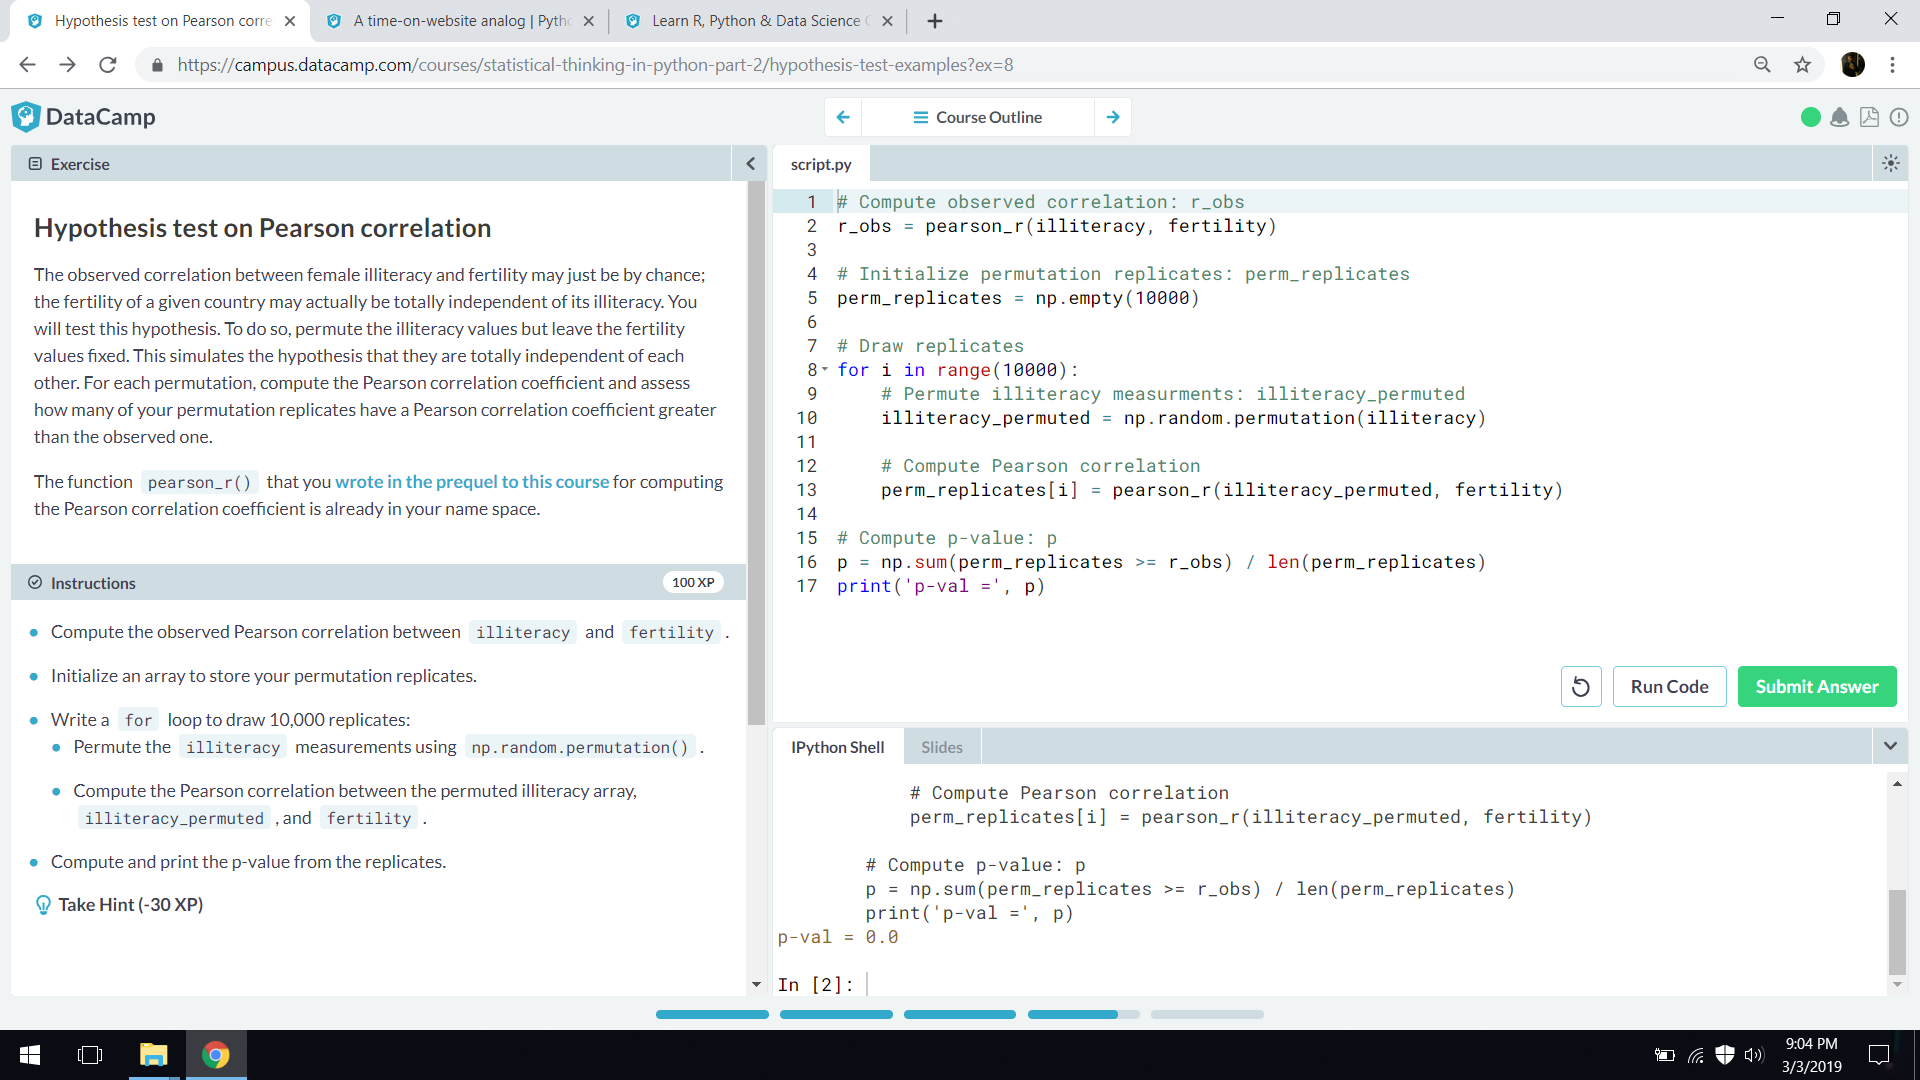 Hypothesis test on Pearson corre
A time-on-website analog | Pyth
Learn R, Python & Data Science
https://campus.datacamp.com/courses/statistical-thinking-in-python-part-2/hypothesis-test-examples?ex=8
DataCamp
Course Outline
Exercise
Hypothesis test on Pearson correlation
The observed correlation between female illiteracy and fertility may just be by chance;
the fertility of a given country may actually be totally independent of its illiteracy. You
will test this hypothesis. To do so, permute the illiteracy values but leave the fertility
values fixed. This simulates the hypothesis that they are totally independent of each
other. For each permutation, compute the Pearson correlation coefficient and assess
how many of your permutation replicates have a Pearson correlation coefficient greater
than the observed one.
The function pearson_r() that you wrote in the prequel to this course for computing
the Pearson correlation coefficient is already in your name space.
Instructions
100 XP
Compute the observed Pearson correlation between illiteracy and fertility .
Initialize an array to store your permutation replicates.
Write a for loop to draw 10,000 replicates:
Permute the illiteracy measurements using np.random.permutation() .
Compute the Pearson correlation between the permuted illiteracy array,
illiteracy_permuted , and fertility .
Compute and print the p-value from the replicates.
Take Hint (-30 XP)
script.py
1 # Compute observed correlation: r_obs
2 r_obs = pearson_r(illiteracy, fertility)
3
4 # Initialize permutation replicates: perm_replicates
5 perm_replicates = np.empty(10000)
6
7 # Draw replicates
8 for i in range(10000):
9     # Permute illiteracy measurments: illiteracy_permuted
10     illiteracy_permuted = np.random.permutation(illiteracy)
11
12     # Compute Pearson correlation
13     perm_replicates[i] = pearson_r(illiteracy_permuted, fertility)
14
15 # Compute p-value: p
16 p = np.sum(perm_replicates >= r_obs) / len(perm_replicates)
17 print('p-val =', p)
Run Code
Submit Answer
IPython Shell
Slides
# Compute Pearson correlation
perm_replicates[i] = pearson_r(illiteracy_permuted, fertility)
# Compute p-value: p
p = np.sum(perm_replicates >= r_obs) / len(perm_replicates)
print('p-val =', p)
p-val = 0.0
In [2]:
9:04 PM
3/3/2019